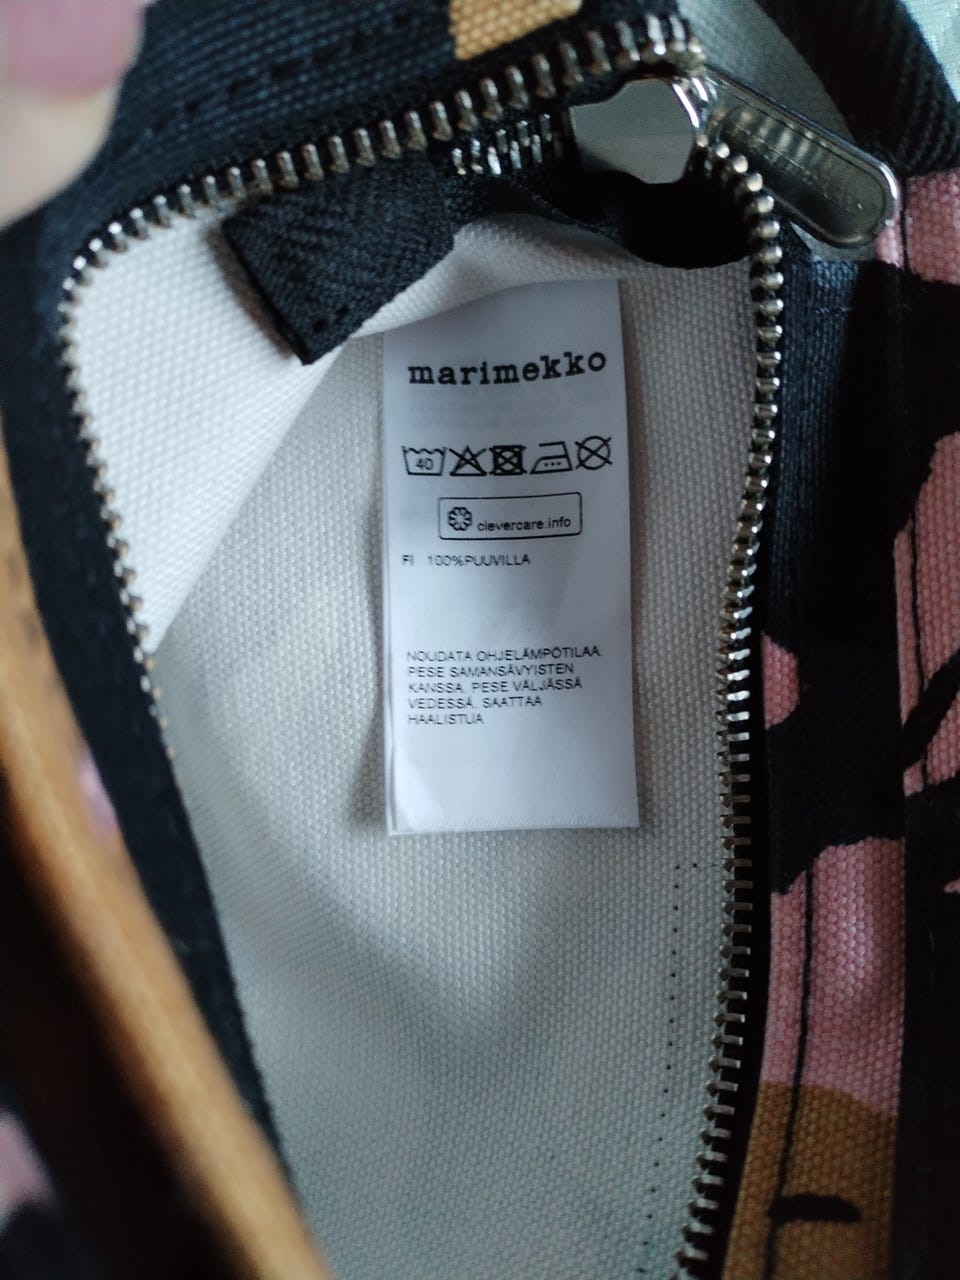 marimekko
40
clevercare.info
FI 100%PUUVILLA
NOUDATA OHJELÄMPÖTILAA.
PESE SAMANSÄVYISTEN
KANSSA. PESE VÄLJÄSSÄ
VEDESSÄ. SAATTAA
HAALISTUA